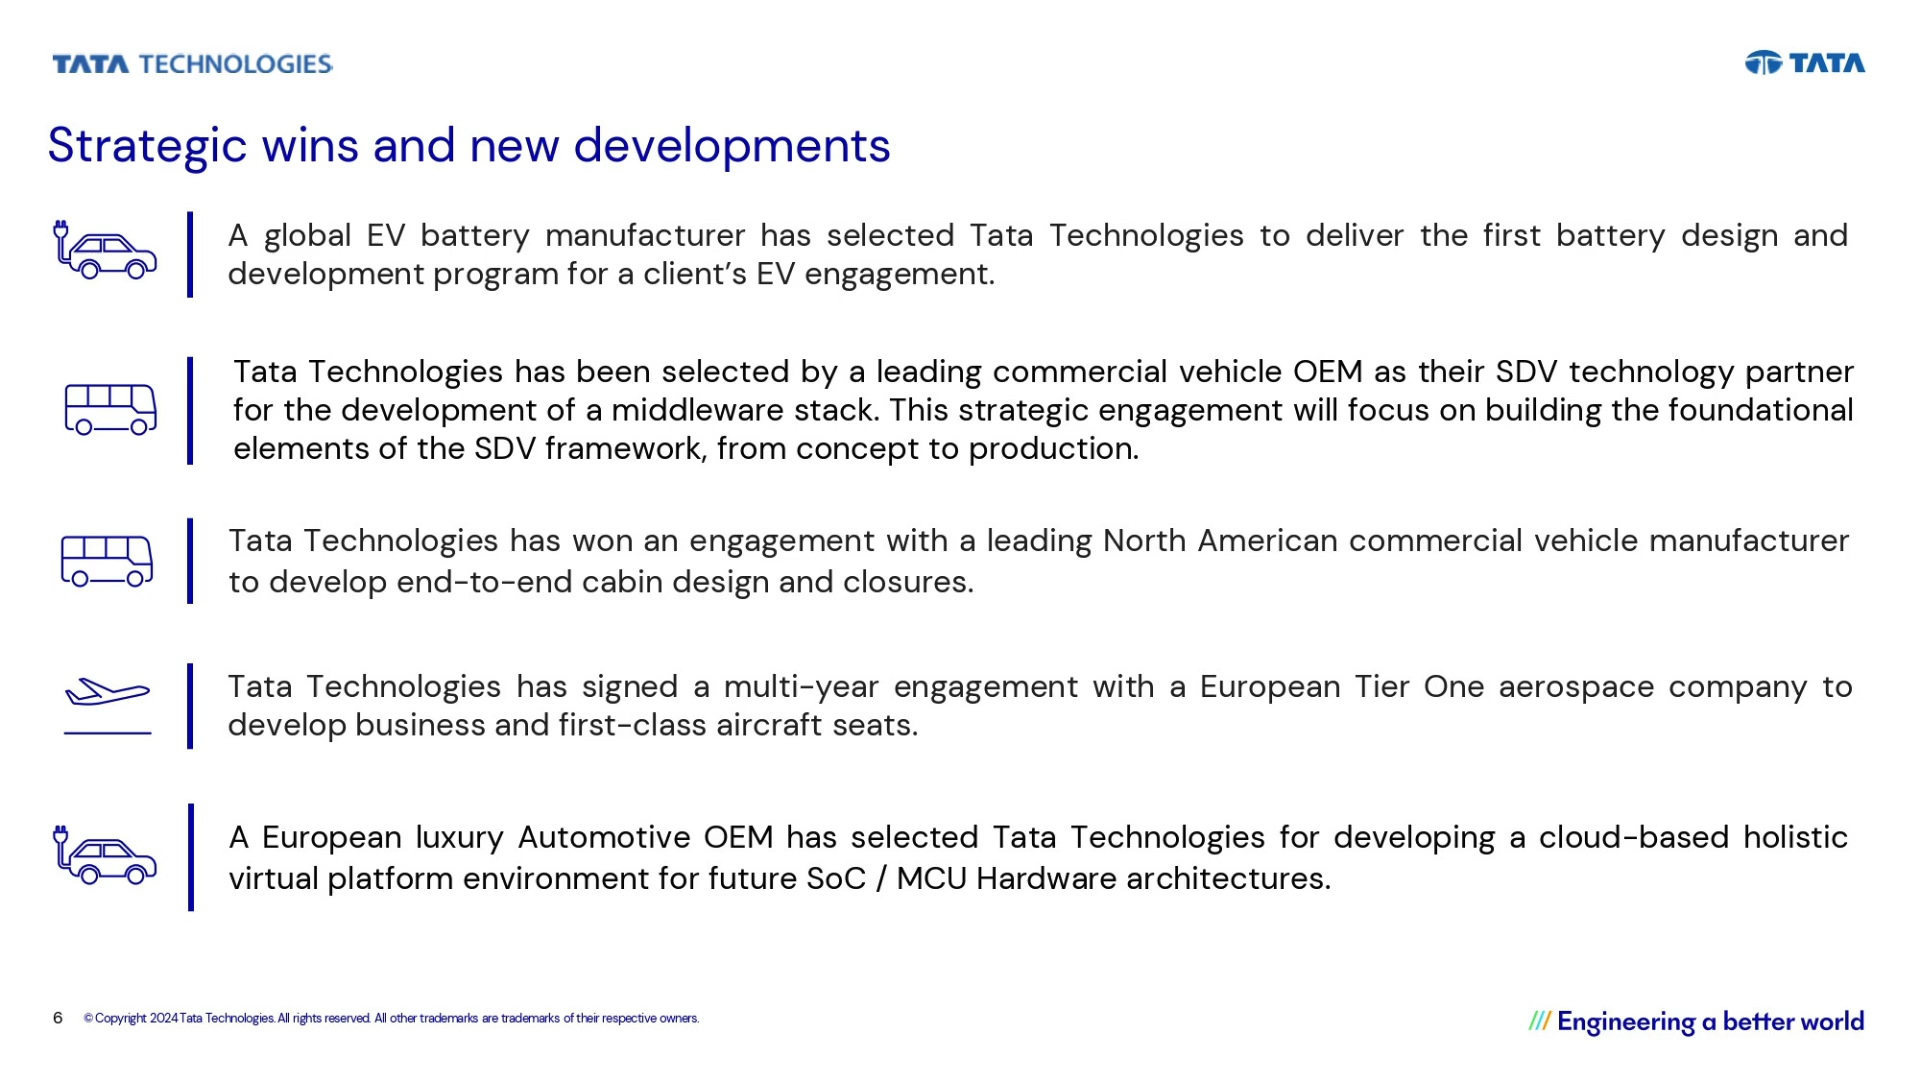 TATA TECHNOLOGIES
TATA
Strategic wins and new developments
A global EV battery manufacturer has selected Tata Technologies to deliver the first battery design and
development program for a client’s EV engagement.
Tata Technologies has been selected by a leading commercial vehicle OEM as their SDV technology partner
for the development of a middleware stack. This strategic engagement will focus on building the foundational
elements of the SDV framework, from concept to production.
Tata Technologies has won an engagement with a leading North American commercial vehicle manufacturer
to develop end-to-end cabin design and closures.
Tata Technologies has signed a multi-year engagement with a European Tier One aerospace company to
develop business and first-class aircraft seats.
A European luxury Automotive OEM has selected Tata Technologies for developing a cloud-based holistic
virtual platform environment for future SoC / MCU Hardware architectures.
6 © Copyright 2024 Tata Technologies. All rights reserved. All other trademarks are trademarks of their respective owners.
/// Engineering a better world